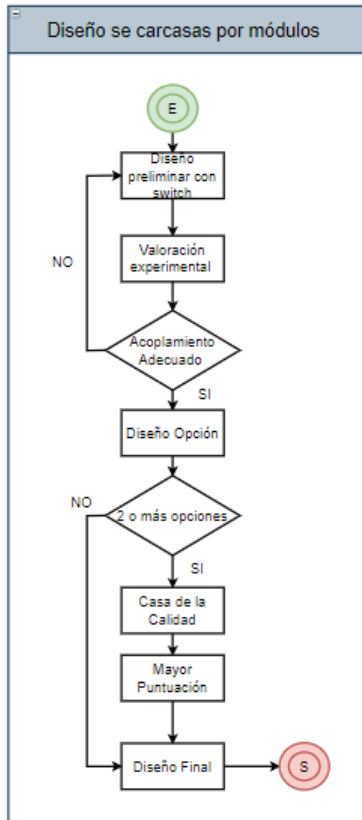 Diseño se carcasas por módulos
E
Diseño
preliminar con
switch
Valoración
experimental
NO
Acoplamiento
Adecuado
SI
Diseño Opción
NO
2 o más opciones
SI
Casa de la
Calidad
Mayor
Puntuación
Diseño Final
S